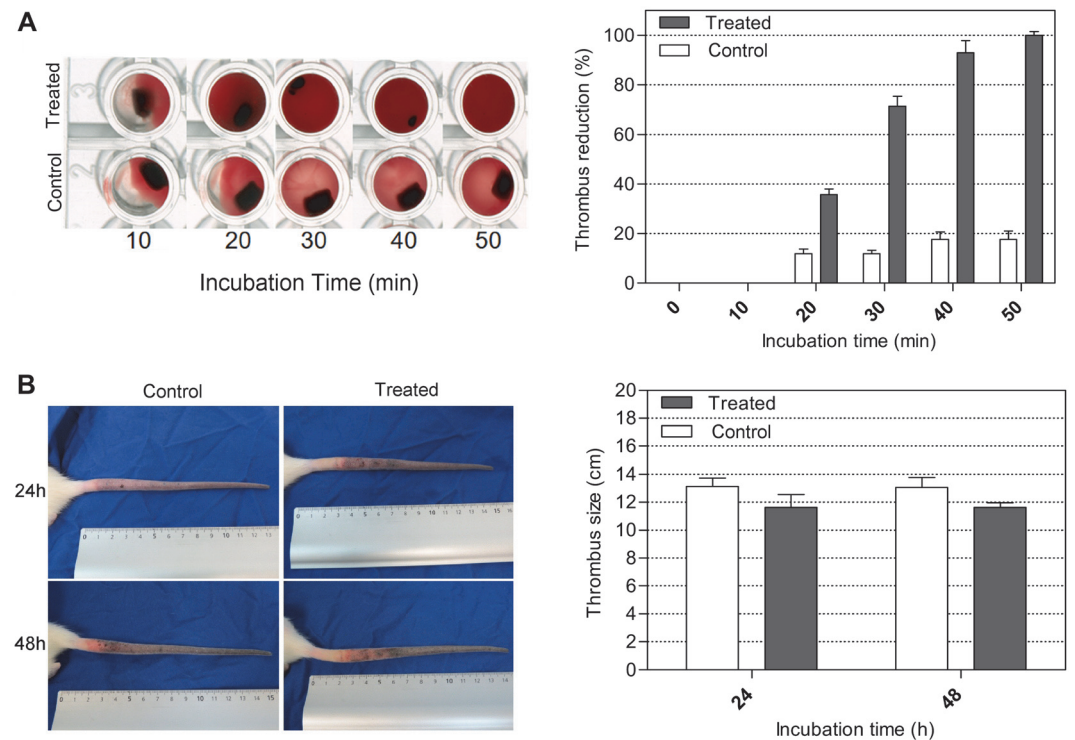 A
Treated
Control
10 20 30 40 50
Incubation Time (min)
Treated
Control
Thrombus reduction (%)
100
80
60
40
20
0
0 10 20 30 40 50
Incubation time (min)
B
Control Treated
24h
48h
Treated
Control
Thrombus size (cm)
20
18
16
14
12
10
8
6
4
2
0
24 48
Incubation time (h)